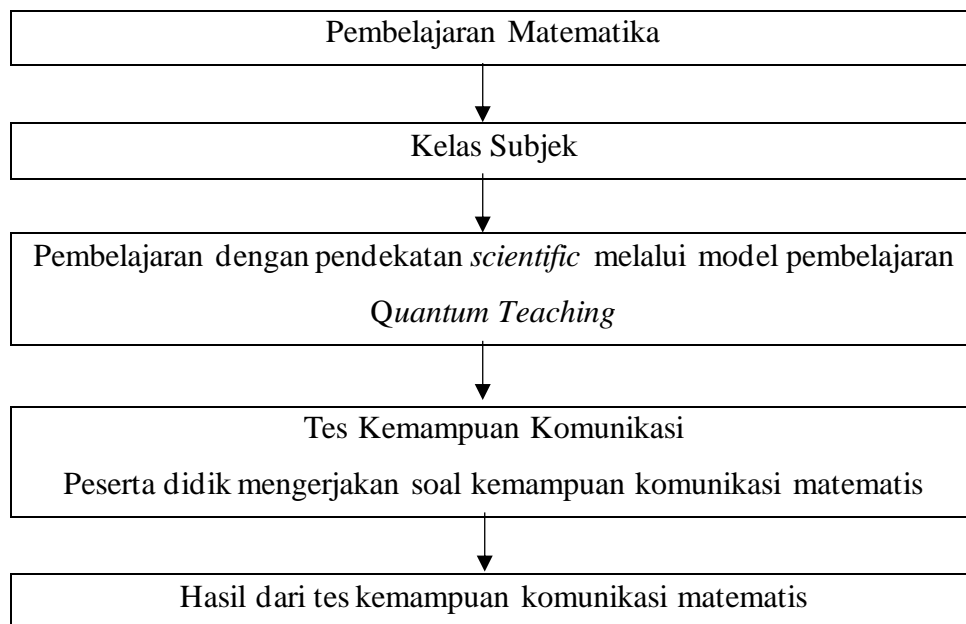 Pembelajaran Matematika
Kelas Subjek
Pembelajaran dengan pendekatan scientific melalui model pembelajaran
Quantum Teaching
Tes Kemampuan Komunikasi
Peserta didik mengerjakan soal kemampuan komunikasi matematis
Hasil dari tes kemampuan komunikasi matematis